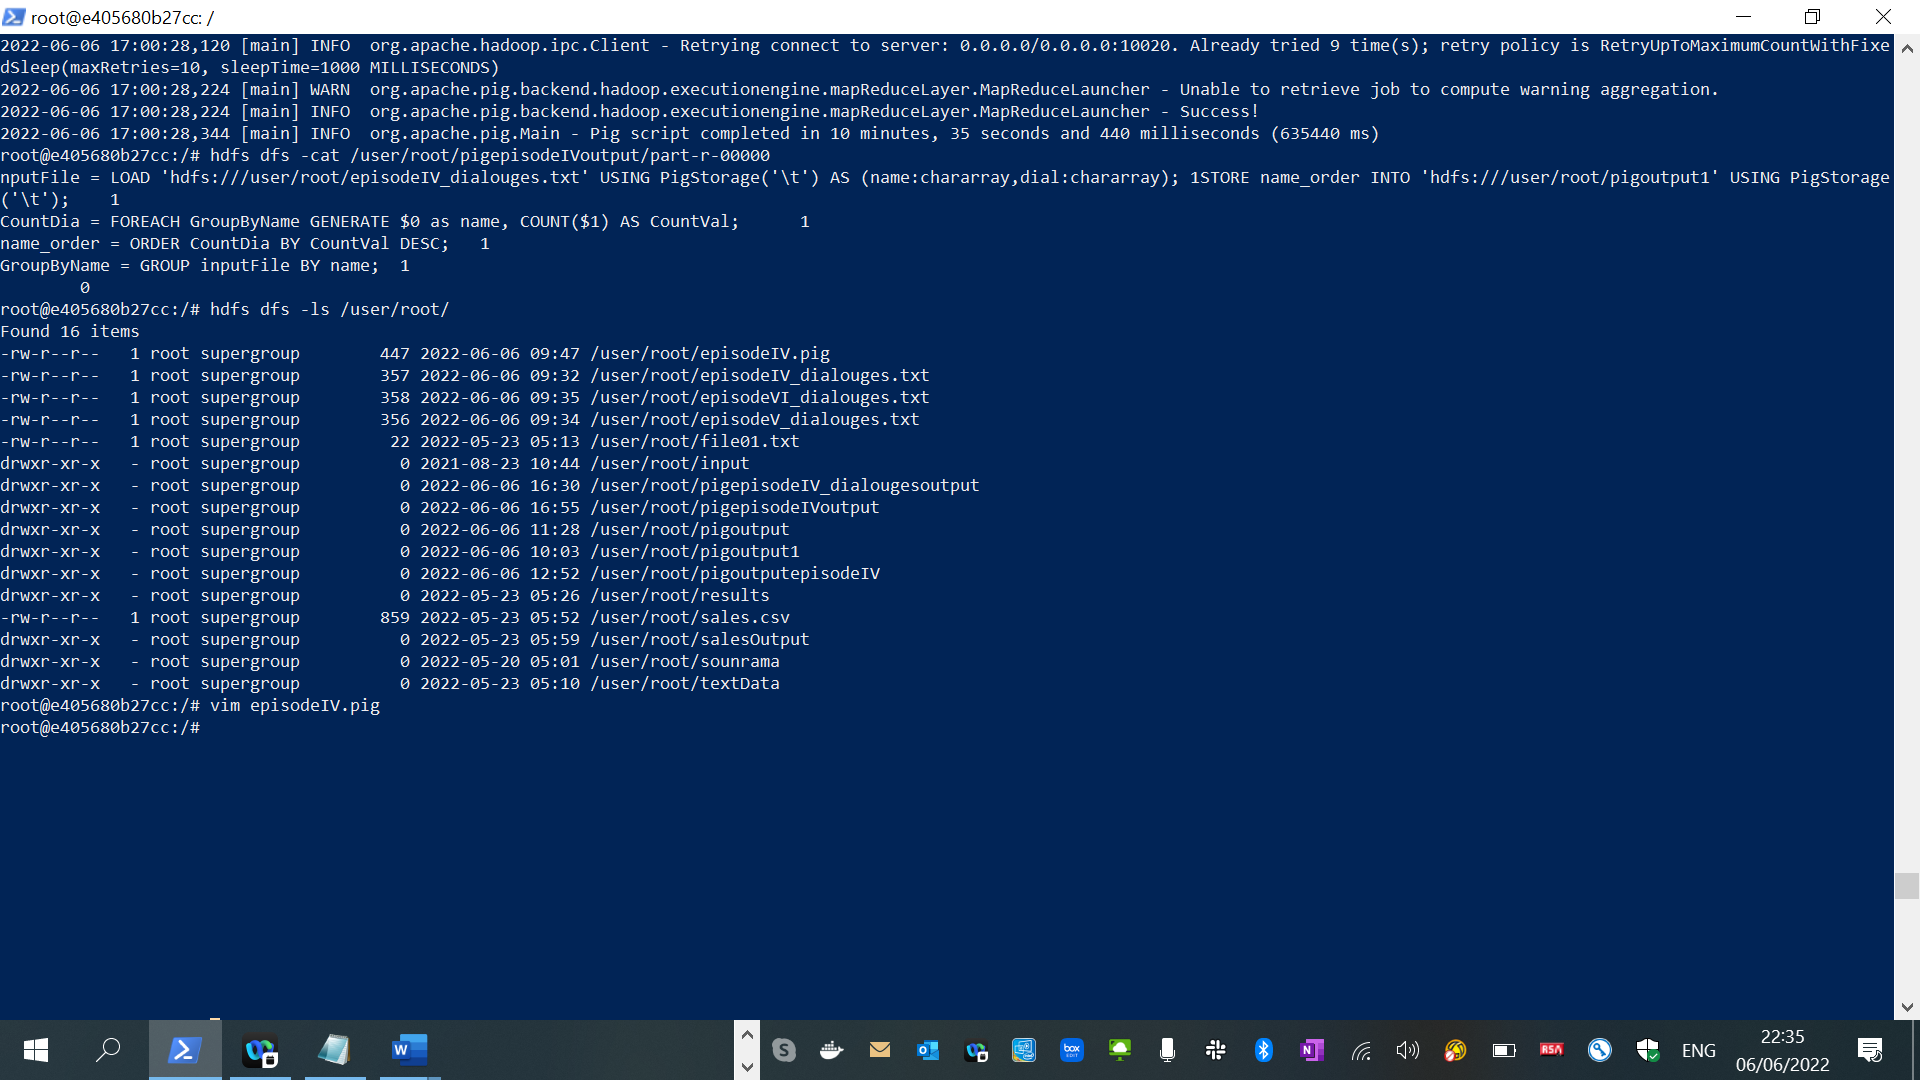 root@e405680b27cc: /
2022-06-06 17:00:28,120 [main] INFO  org.apache.hadoop.ipc.Client - Retrying connect to server: 0.0.0.0/0.0.0.0:10020. Already tried 9 time(s); retry policy is RetryUpToMaximumCountWithFixe
dSleep(maxRetries=10, sleepTime=1000 MILLISECONDS)
2022-06-06 17:00:28,224 [main] WARN  org.apache.pig.backend.hadoop.executionengine.mapReduceLayer.MapReduceLauncher - Unable to retrieve job to compute warning aggregation.
2022-06-06 17:00:28,224 [main] INFO  org.apache.pig.backend.hadoop.executionengine.mapReduceLayer.MapReduceLauncher - Success!
2022-06-06 17:00:28,344 [main] INFO  org.apache.pig.Main - Pig script completed in 10 minutes, 35 seconds and 440 milliseconds (635440 ms)
root@e405680b27cc:/# hdfs dfs -cat /user/root/pigepisodeIVoutput/part-r-00000
nputFile = LOAD 'hdfs:///user/root/episodeIV_dialouges.txt' USING PigStorage('\t') AS (name:chararray,dial:chararray); 1STORE name_order INTO 'hdfs:///user/root/pigoutput1' USING PigStorage
('\t');    1
CountDia = FOREACH GroupByName GENERATE $0 as name, COUNT($1) AS CountVal;      1
name_order = ORDER CountDia BY CountVal DESC;   1
GroupByName = GROUP inputFile BY name;  1
        0
root@e405680b27cc:/# hdfs dfs -ls /user/root/
Found 16 items
-rw-r--r--   1 root supergroup        447 2022-06-06 09:47 /user/root/episodeIV.pig
-rw-r--r--   1 root supergroup        357 2022-06-06 09:32 /user/root/episodeIV_dialouges.txt
-rw-r--r--   1 root supergroup        358 2022-06-06 09:35 /user/root/episodeVI_dialouges.txt
-rw-r--r--   1 root supergroup        356 2022-06-06 09:34 /user/root/episodeV_dialouges.txt
-rw-r--r--   1 root supergroup         22 2022-05-23 05:13 /user/root/file01.txt
drwxr-xr-x   - root supergroup          0 2021-08-23 10:44 /user/root/input
drwxr-xr-x   - root supergroup          0 2022-06-06 16:30 /user/root/pigepisodeIV_dialougesoutput
drwxr-xr-x   - root supergroup          0 2022-06-06 16:55 /user/root/pigepisodeIVoutput
drwxr-xr-x   - root supergroup          0 2022-06-06 11:28 /user/root/pigoutput
drwxr-xr-x   - root supergroup          0 2022-06-06 10:03 /user/root/pigoutput1
drwxr-xr-x   - root supergroup          0 2022-06-06 12:52 /user/root/pigoutputepisodeIV
drwxr-xr-x   - root supergroup          0 2022-05-23 05:26 /user/root/results
-rw-r--r--   1 root supergroup        859 2022-05-23 05:52 /user/root/sales.csv
drwxr-xr-x   - root supergroup          0 2022-05-23 05:59 /user/root/salesOutput
drwxr-xr-x   - root supergroup          0 2022-05-20 05:01 /user/root/sounrama
drwxr-xr-x   - root supergroup          0 2022-05-23 05:10 /user/root/textData
root@e405680b27cc:/# vim episodeIV.pig
root@e405680b27cc:/#
W
S
box
N
RSA
ENG
22:35
06/06/2022